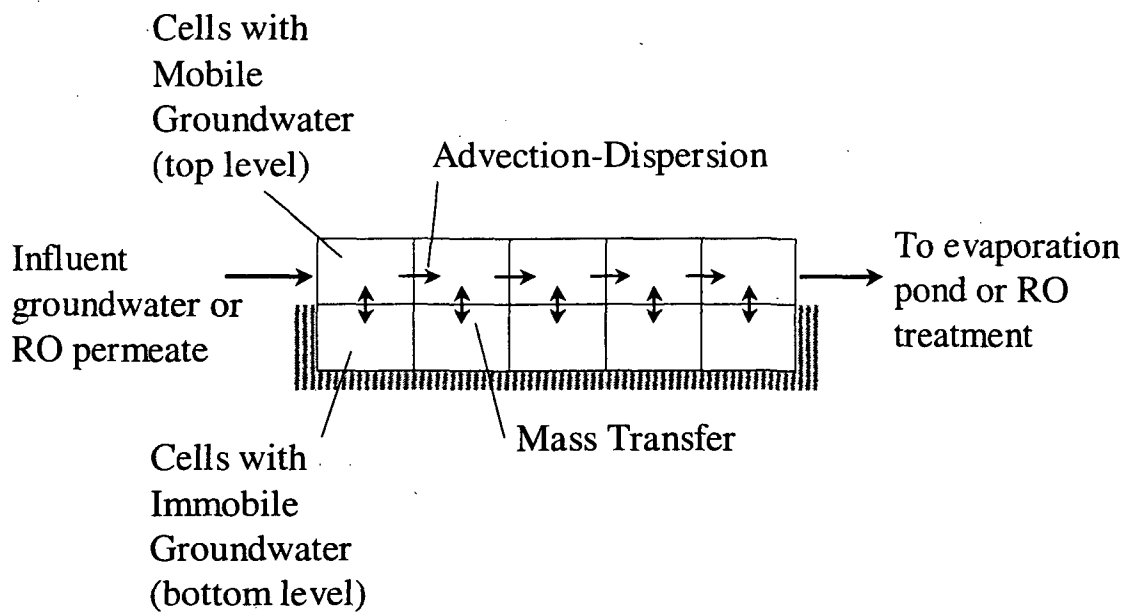 Cells with
Mobile
Groundwater
(top level)
Advection-Dispersion
Influent
groundwater or
RO permeate
To evaporation
pond or RO
treatment
Mass Transfer
Cells with
Immobile
Groundwater
(bottom level)